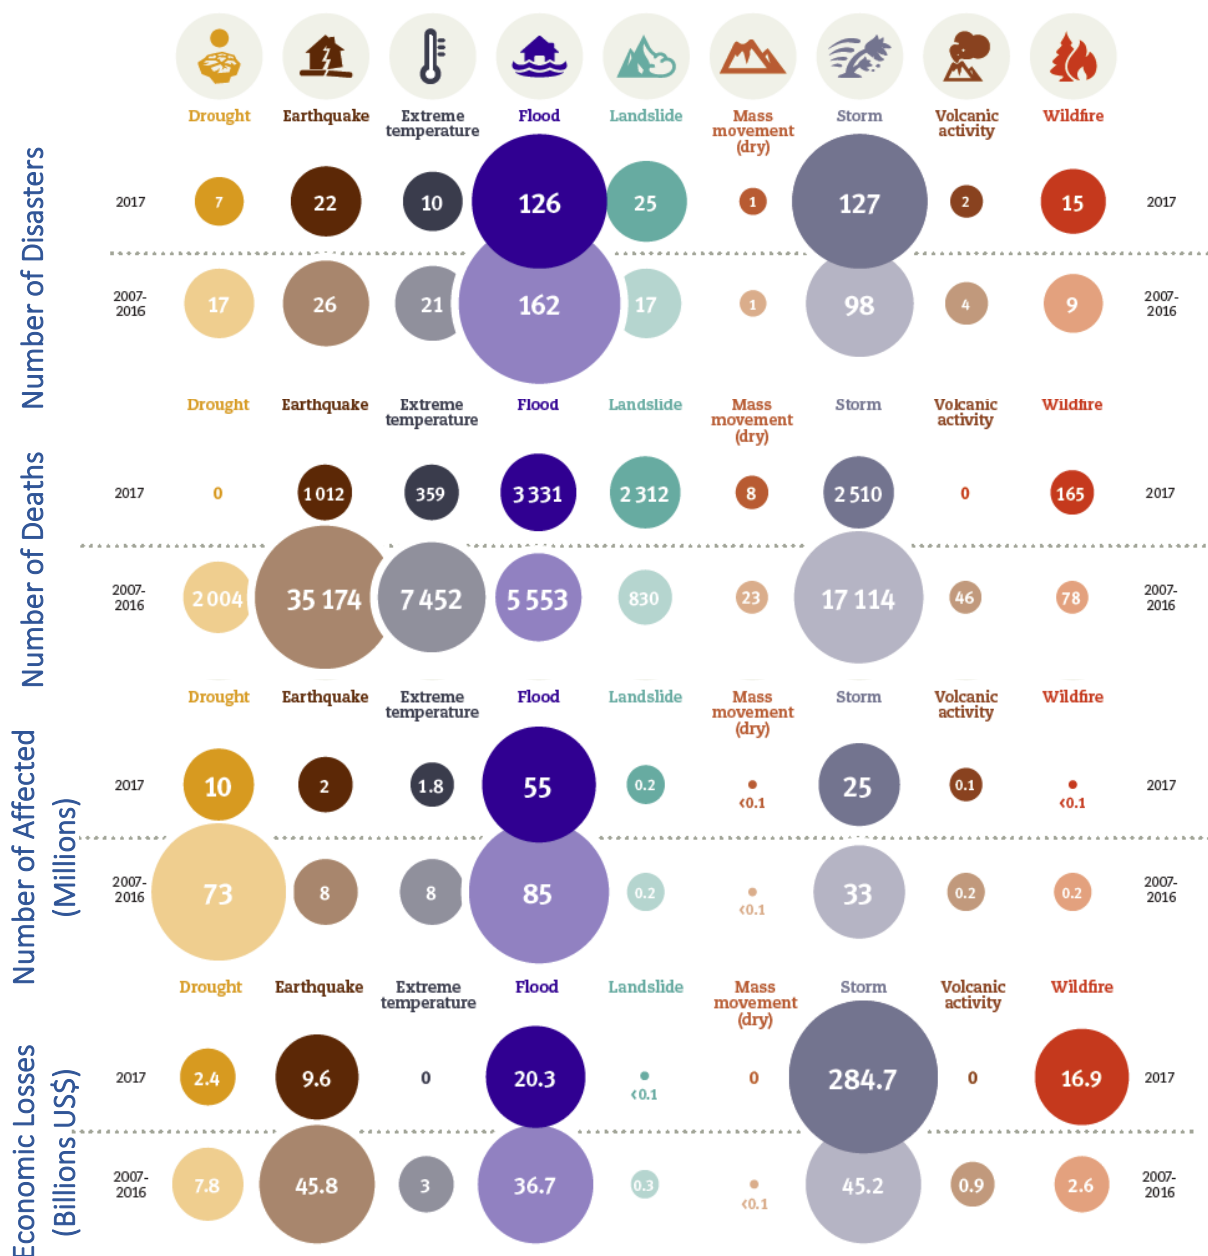 Number of Disasters
Drought Earthquake Extreme temperature Flood Landslide Mass movement (dry) Storm Volcanic activity Wildfire
2017 7 22 10 126 25 1 127 2 15 2017
2007-2016 17 26 21 162 17 1 98 4 9 2007-2016
Number of Deaths
Drought Earthquake Extreme temperature Flood Landslide Mass movement (dry) Storm Volcanic activity Wildfire
2017 0 1 012 359 3 331 2 312 8 2 510 0 165 2017
2007-2016 2 004 35 174 7 452 5 553 830 23 17 114 46 78 2007-2016
Number of Affected (Millions)
Drought Earthquake Extreme temperature Flood Landslide Mass movement (dry) Storm Volcanic activity Wildfire
2017 10 2 1.8 55 0.2 <0.1 25 0.1 <0.1 2017
2007-2016 73 8 8 85 0.2 <0.1 33 0.2 0.2 2007-2016
Economic Losses (Billions US$)
Drought Earthquake Extreme temperature Flood Landslide Mass movement (dry) Storm Volcanic activity Wildfire
2017 2.4 9.6 0 20.3 <0.1 0 284.7 0 16.9 2017
2007-2016 7.8 45.8 3 36.7 0.3 <0.1 45.2 0.9 2.6 2007-2016